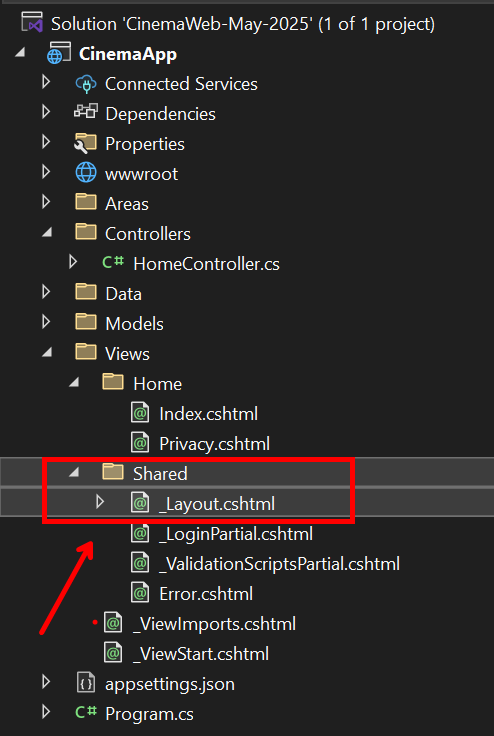 Solution 'CinemaWeb-May-2025' (1 of 1 project)
CinemaApp
Connected Services
Dependencies
Properties
wwwroot
Areas
Controllers
C# HomeController.cs
Data
Models
Views
Home
Index.cshtml
Privacy.cshtml
Shared
_Layout.cshtml
_LoginPartial.cshtml
_ValidationScriptsPartial.cshtml
Error.cshtml
_ViewImports.cshtml
_ViewStart.cshtml
appsettings.json
C# Program.cs